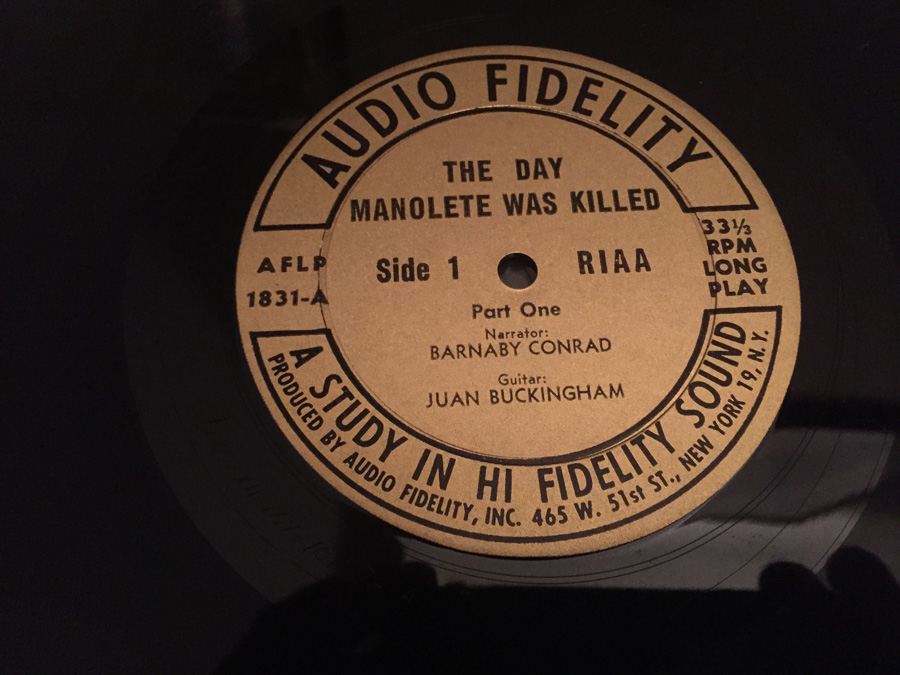 AUDIO FIDELITY
THE DAY
MANOLETE WAS KILLED
AFLP
1831-A
Side 1
RIAA
33⅓
RPM
LONG
PLAY
Part One
Narrator:
BARNABY CONRAD
Guitar:
JUAN BUCKINGHAM
A STUDY IN HI FIDELITY SOUND
PRODUCED BY AUDIO FIDELITY, INC. 465 W. 51st ST., NEW YORK 19, N.Y.